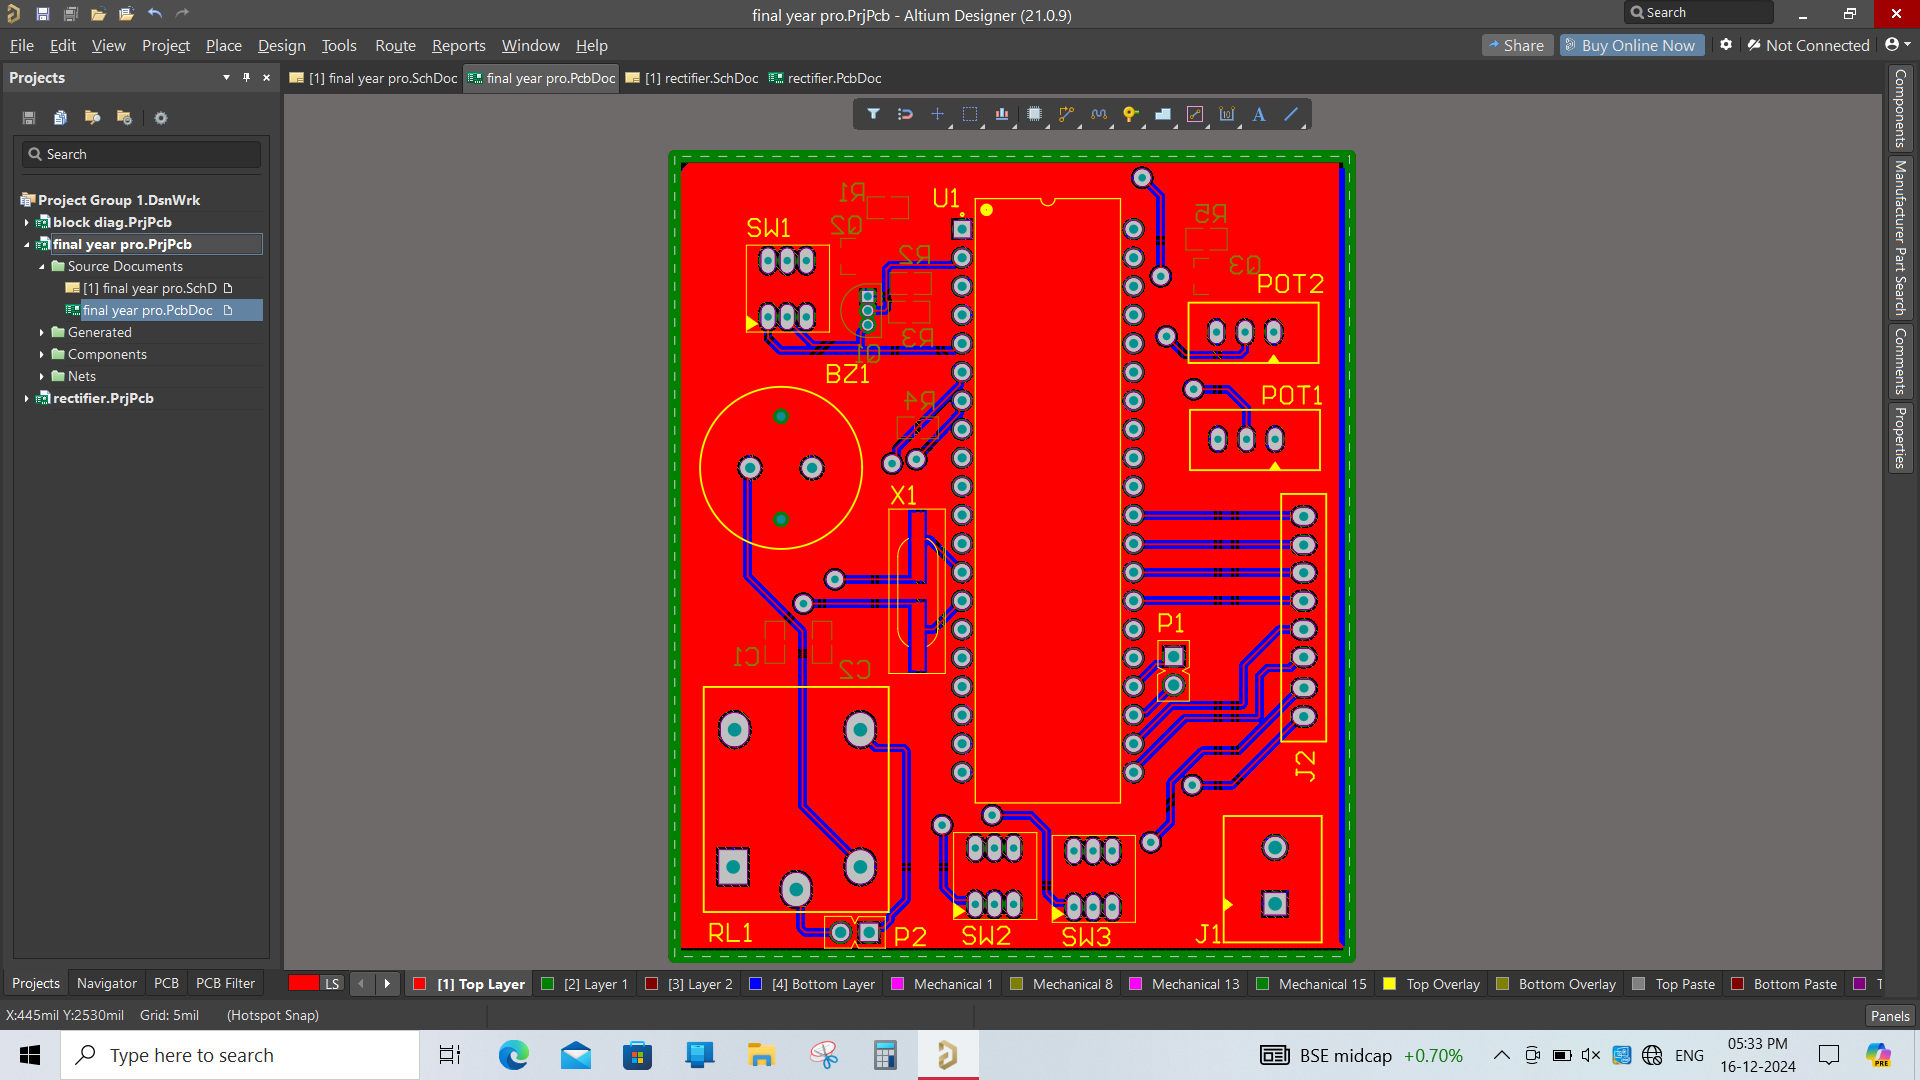 final year pro.PrjPcb - Altium Designer (21.0.9)
Search
File Edit View Project Place Design Tools Route Reports Window Help
Share
Buy Online Now
Not Connected
Projects
[1] final year pro.SchDoc
final year pro.PcbDoc
[1] rectifier.SchDoc
rectifier.PcbDoc
Search
Project Group 1.DsnWrk
block diag.PrjPcb
final year pro.PrjPcb
Source Documents
[1] final year pro.SchD
final year pro.PcbDoc
Generated
Components
Nets
rectifier.PrjPcb
Components
Manufacturer Part Search
Comments
Properties
R1
U1
SW1
Q2
R5
R2
Q3
POT2
R3
Q1
BZ1
R4
POT1
X1
P1
C1
C2
J2
RL1
P2
SW2
SW3
J1
Projects Navigator PCB PCB Filter
LS
[1] Top Layer
[2] Layer 1
[3] Layer 2
[4] Bottom Layer
Mechanical 1
Mechanical 8
Mechanical 13
Mechanical 15
Top Overlay
Bottom Overlay
Top Paste
Bottom Paste
T
X:445mil Y:2530mil Grid: 5mil (Hotspot Snap)
Panels
Type here to search
BSE midcap +0.70%
ENG
05:33 PM
16-12-2024
PRE